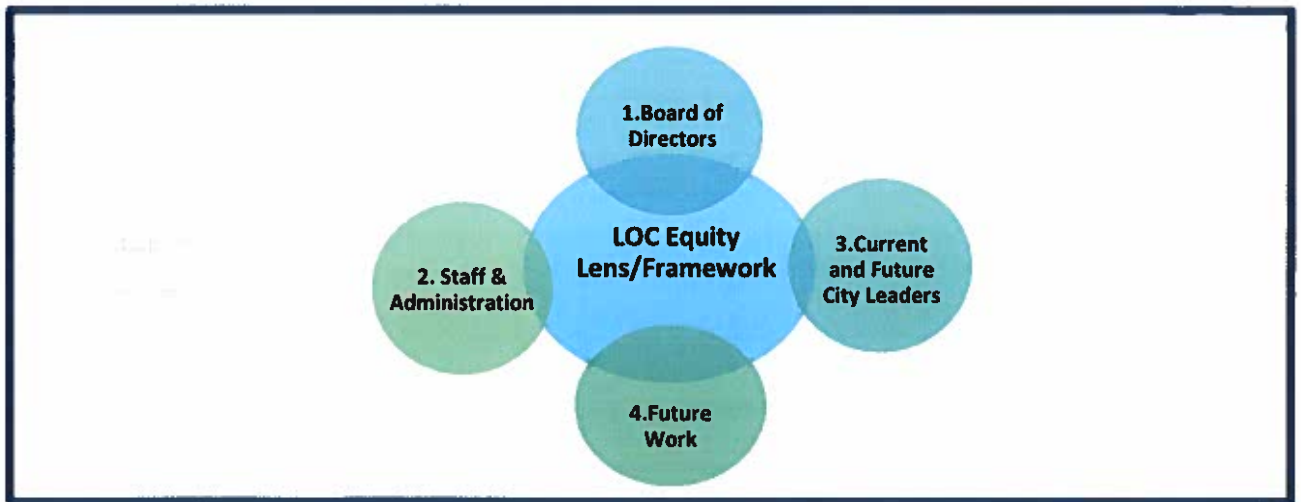 1.Board of
Directors
LOC Equity
Lens/Framework
2. Staff &
Administration
3.Current
and Future
City Leaders
4.Future
Work